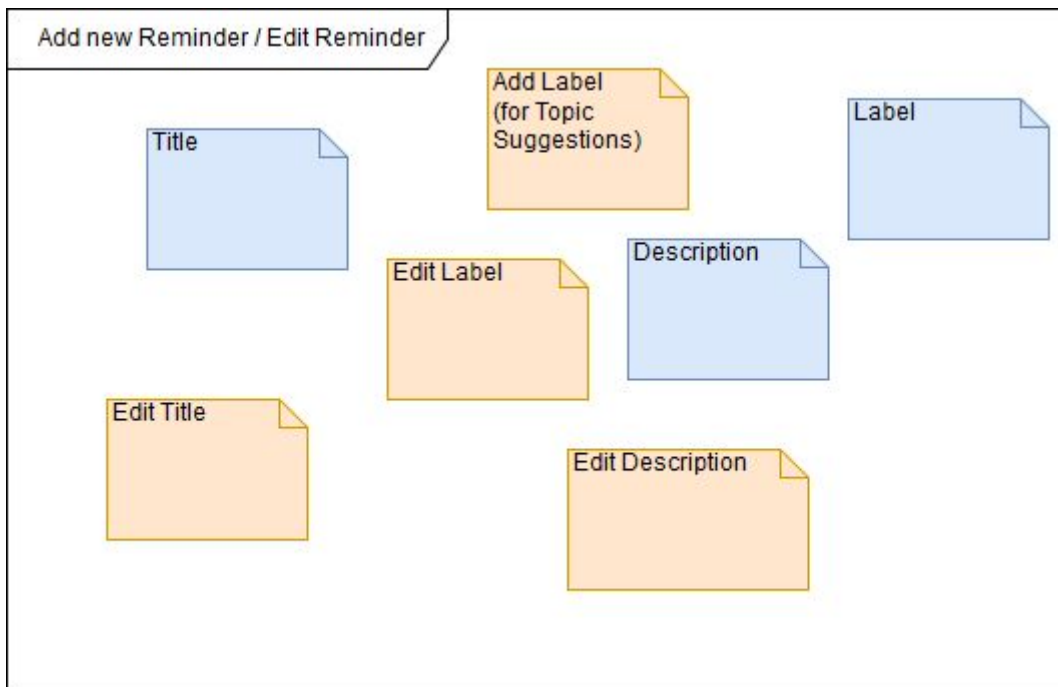 Add new Reminder / Edit Reminder
Add Label
(for Topic
Suggestions)
Label
Title
Description
Edit Label
Edit Title
Edit Description